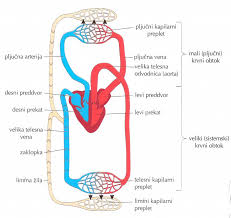 pljučni kapilarni
preplet
pljučna arterija
pljučna vena
mali (pljučni)
krvni obtok
velika telesna
odvodnica (aorta)
desni preddvor
levi preddvor
desni prekat
levi prekat
velika telesna
vena
zaklopka
veliki (sistemski)
krvni obtok
limfna žila
telesni kapilarni
preplet
limfni kapilarni
preplet